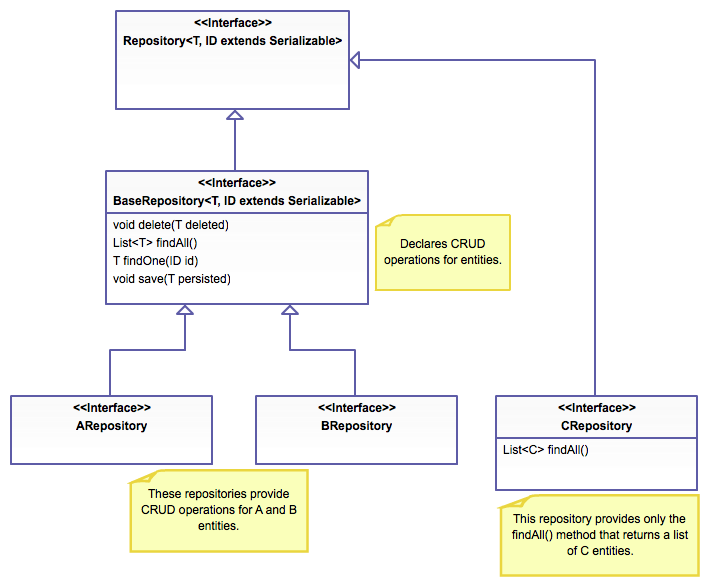 <<Interface>>
Repository<T, ID extends Serializable>
<<Interface>>
BaseRepository<T, ID extends Serializable>
void delete(T deleted)
List<T> findAll()
T findOne(ID id)
void save(T persisted)
Declares CRUD
operations for entities.
<<Interface>>
ARepository
<<Interface>>
BRepository
<<Interface>>
CRepository
List<C> findAll()
These repositories provide
CRUD operations for A and B
entities.
This repository provides only the
findAll() method that returns a list
of C entities.